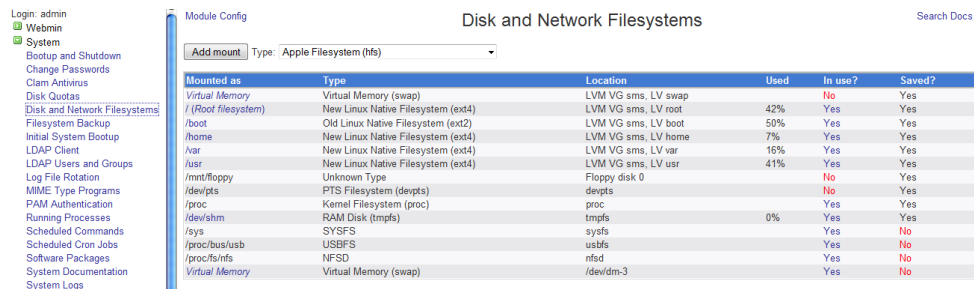 Login: admin
Webmin
System
Bootup and Shutdown
Change Passwords
Clam Antivirus
Disk Quotas
Disk and Network Filesystems
Filesystem Backup
Initial System Bootup
LDAP Client
LDAP Users and Groups
Log File Rotation
MIME Type Programs
PAM Authentication
Running Processes
Scheduled Commands
Scheduled Cron Jobs
Software Packages
System Documentation
System Logs
Module Config
Disk and Network Filesystems
Search Docs
Add mount Type: Apple Filesystem (hfs)
Mounted as Type Location Used In use? Saved?
Virtual Memory Virtual Memory (swap) LVM VG sms, LV swap No Yes
/ (Root filesystem) New Linux Native Filesystem (ext4) LVM VG sms, LV root 42% Yes Yes
/boot Old Linux Native Filesystem (ext2) LVM VG sms, LV boot 50% Yes Yes
/home New Linux Native Filesystem (ext4) LVM VG sms, LV home 7% Yes Yes
/var New Linux Native Filesystem (ext4) LVM VG sms, LV var 16% Yes Yes
/usr New Linux Native Filesystem (ext4) LVM VG sms, LV usr 41% Yes Yes
/mnt/floppy Unknown Type Floppy disk 0 No Yes
/dev/pts PTS Filesystem (devpts) devpts No Yes
/proc Kernel Filesystem (proc) proc Yes Yes
/dev/shm RAM Disk (tmpfs) tmpfs 0% Yes Yes
/sys SYSFS sysfs Yes No
/proc/bus/usb USBFS usbfs Yes No
/proc/fs/nfs NFSD nfsd Yes No
Virtual Memory Virtual Memory (swap) /dev/dm-3 Yes No